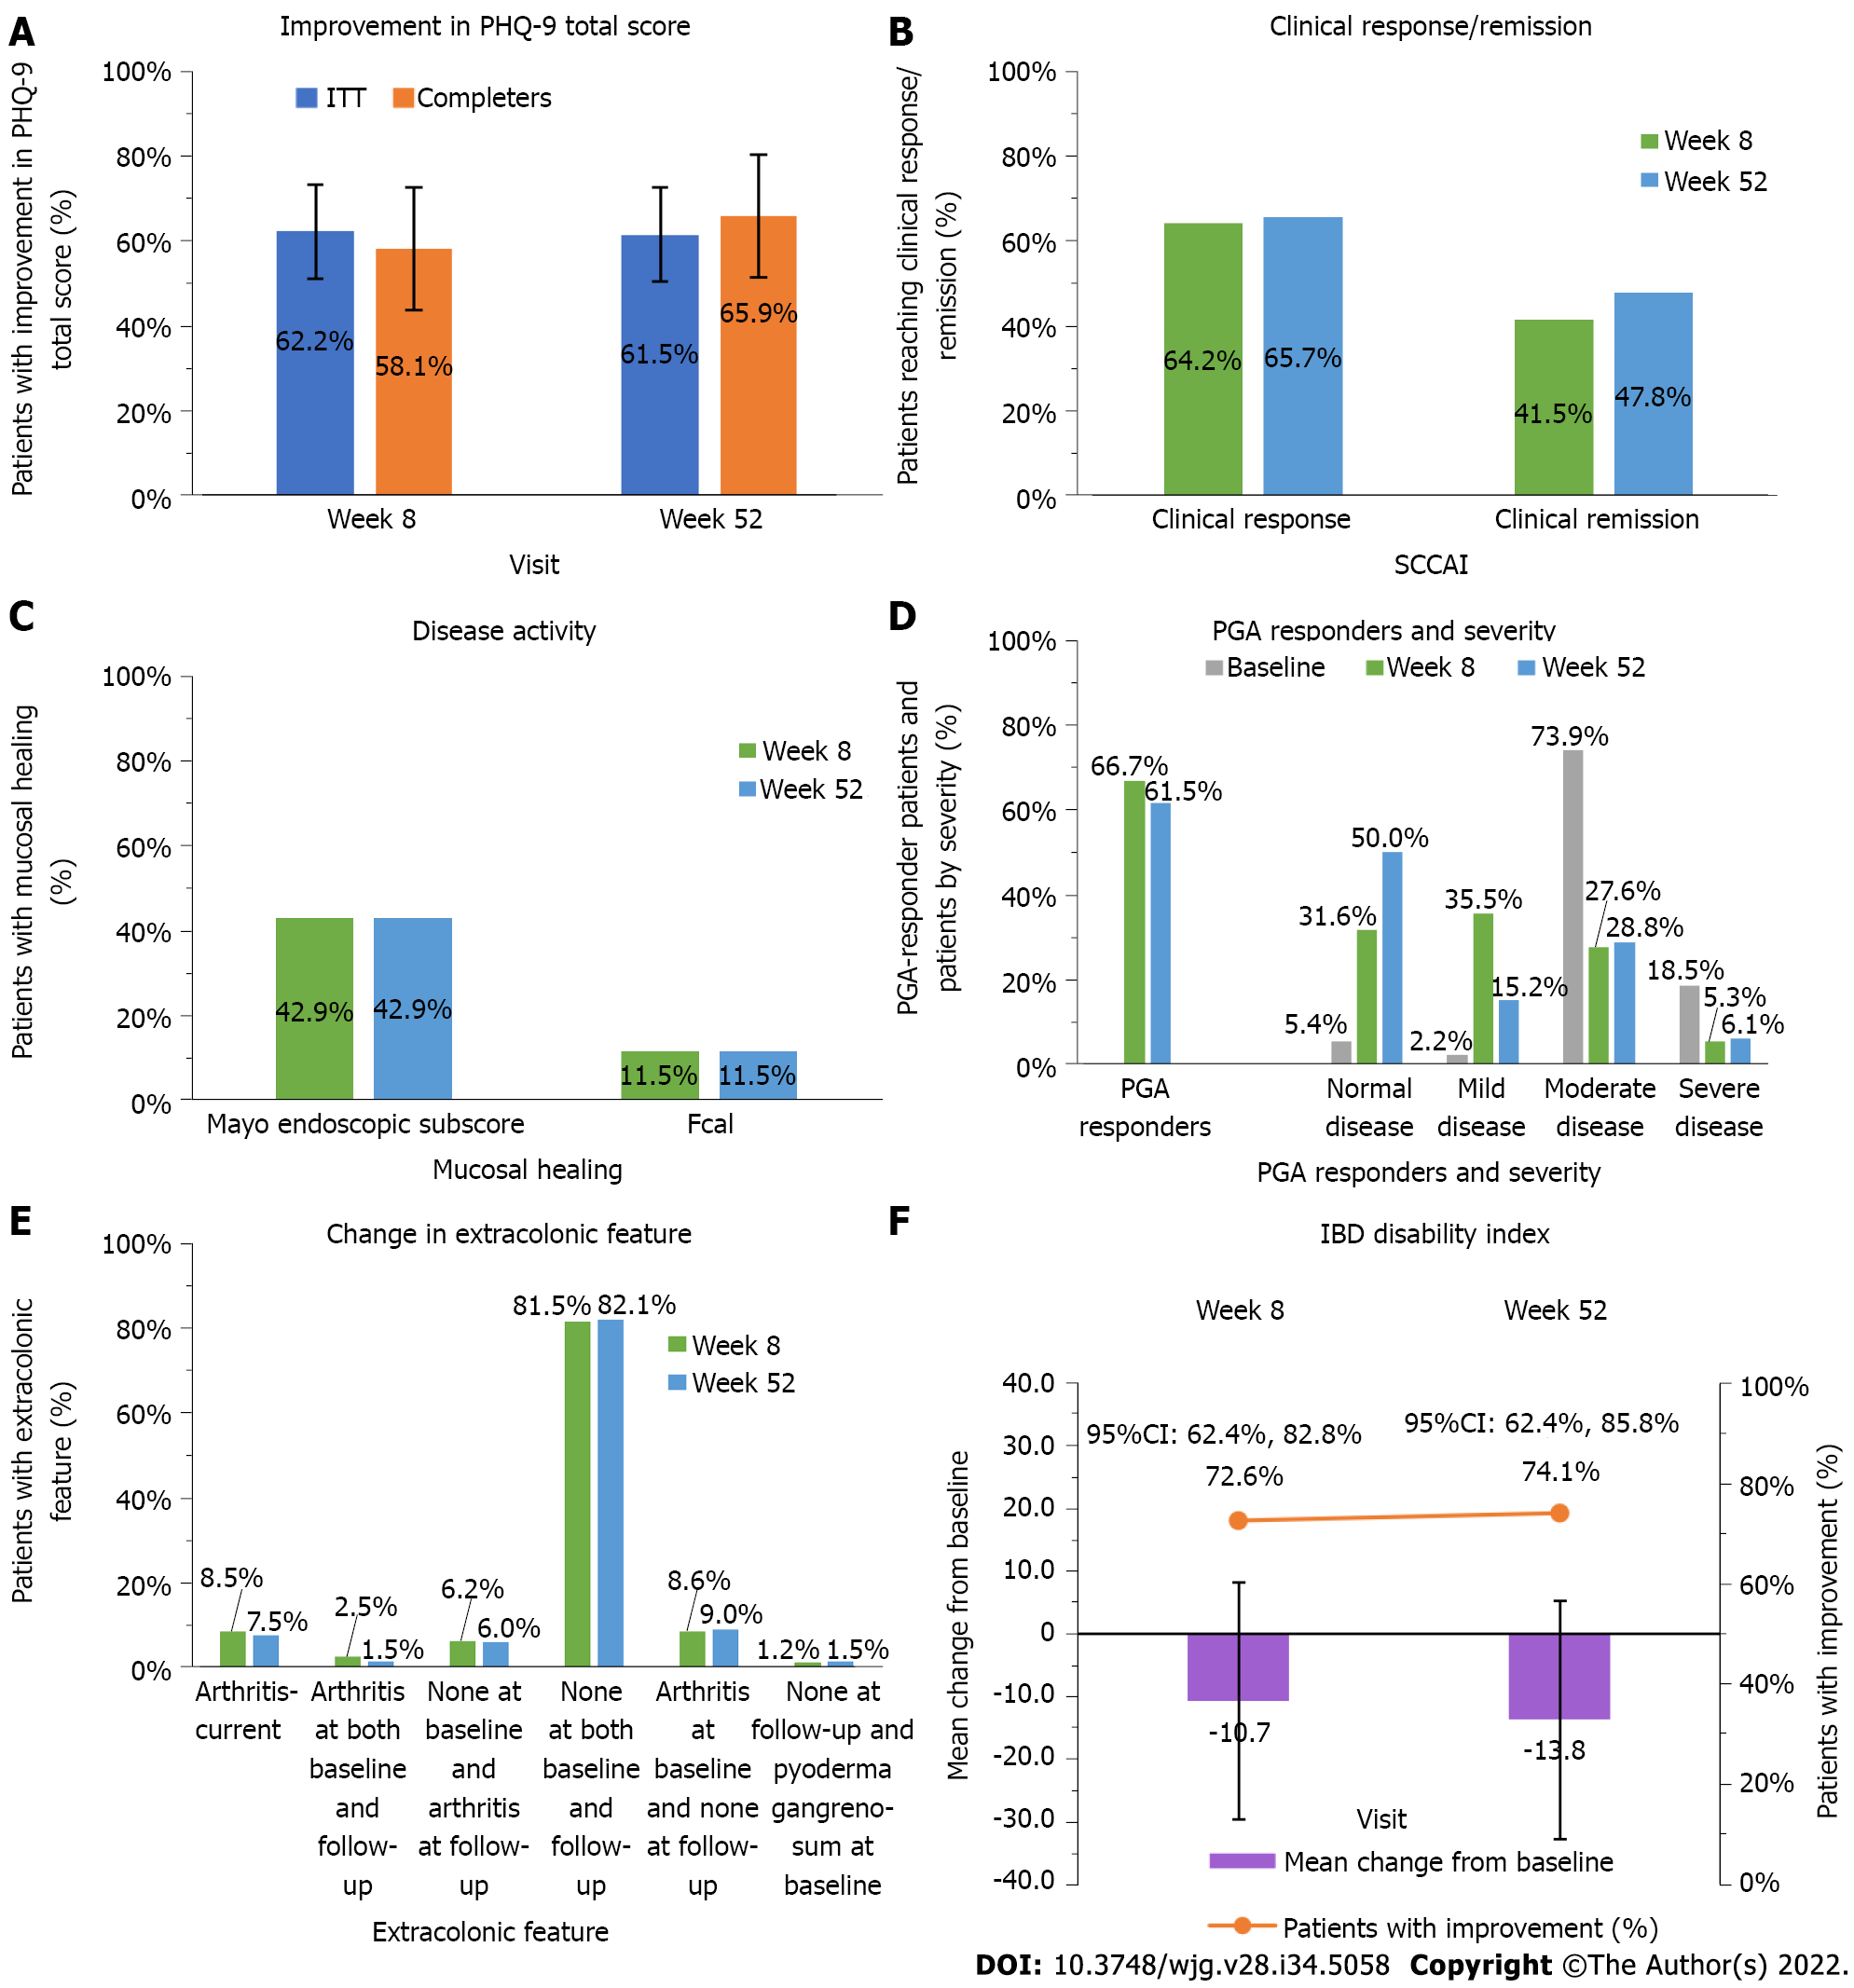 A
Improvement in PHQ-9 total score
Patients with improvement in PHQ-9
total score (%)
100%
80%
60%
40%
20%
0%
ITT
Completers
62.2%
58.1%
61.5%
65.9%
Week 8
Week 52
Visit
B
Clinical response/remission
Patients reaching clinical response/
remission (%)
100%
80%
60%
40%
20%
0%
Week 8
Week 52
64.2%
65.7%
41.5%
47.8%
Clinical response
Clinical remission
SCCAI
C
Disease activity
Patients with mucosal healing
(%)
100%
80%
60%
40%
20%
0%
Week 8
Week 52
42.9%
42.9%
11.5%
11.5%
Mayo endoscopic subscore
Fcal
Mucosal healing
D
PGA responders and severity
PGA-responder patients and
patients by severity (%)
100%
80%
60%
40%
20%
0%
Baseline
Week 8
Week 52
66.7%
61.5%
5.4%
31.6%
50.0%
2.2%
35.5%
15.2%
73.9%
27.6%
28.8%
18.5%
5.3%
6.1%
PGA
responders
Normal
disease
Mild
disease
Moderate
disease
Severe
disease
PGA responders and severity
E
Change in extracolonic feature
Patients with extracolonic
feature (%)
100%
80%
60%
40%
20%
0%
Week 8
Week 52
8.5%
7.5%
2.5%
1.5%
6.2%
6.0%
81.5%
82.1%
8.6%
9.0%
1.2%
1.5%
Arthritis-
current
Arthritis
at both
baseline
and
follow-
up
None at
baseline
and
arthritis
at follow-
up
None
at both
baseline
and
follow-
up
Arthritis
at
baseline
and none
at follow-
up
None at
follow-up and
pyoderma
gangreno-
sum at
baseline
Extracolonic feature
F
IBD disability index
Week 8
Week 52
Mean change from baseline
40.0
30.0
20.0
10.0
0
-10.0
-20.0
-30.0
-40.0
95%CI: 62.4%, 82.8%
72.6%
95%CI: 62.4%, 85.8%
74.1%
-10.7
-13.8
100%
80%
60%
40%
20%
0%
Patients with improvement (%)
Visit
Mean change from baseline
Patients with improvement (%)
DOI: 10.3748/wjg.v28.i34.5058 Copyright ©The Author(s) 2022.